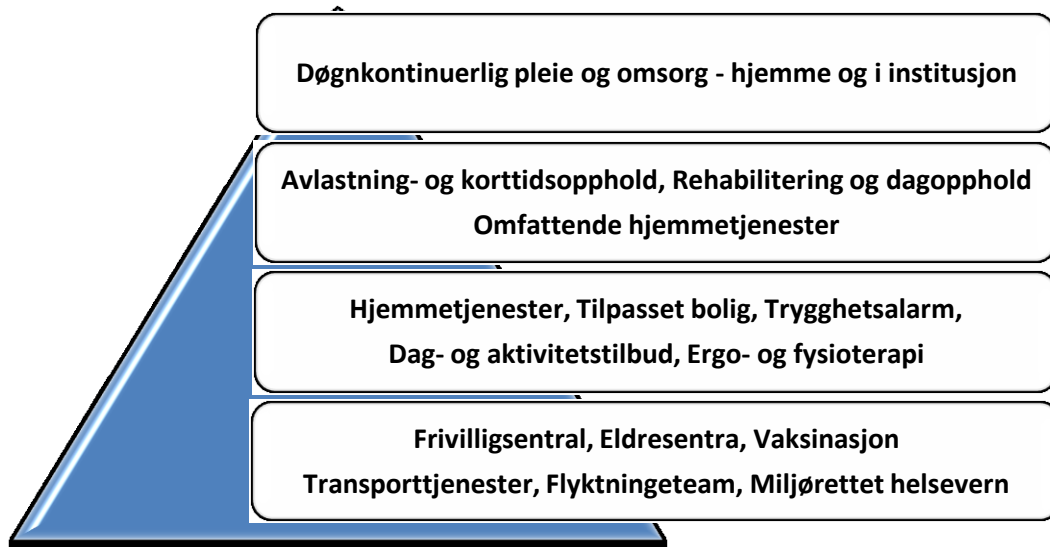 Døgnkontinuerlig pleie og omsorg - hjemme og i institusjon
Avlastning- og korttidsopphold, Rehabilitering og dagopphold
Omfattende hjemmetjenester
Hjemmetjenester, Tilpasset bolig, Trygghetsalarm,
Dag- og aktivitetstilbud, Ergo- og fysioterapi
Frivilligsentral, Eldresentra, Vaksinasjon
Transporttjenester, Flyktningeteam, Miljørettet helsevern